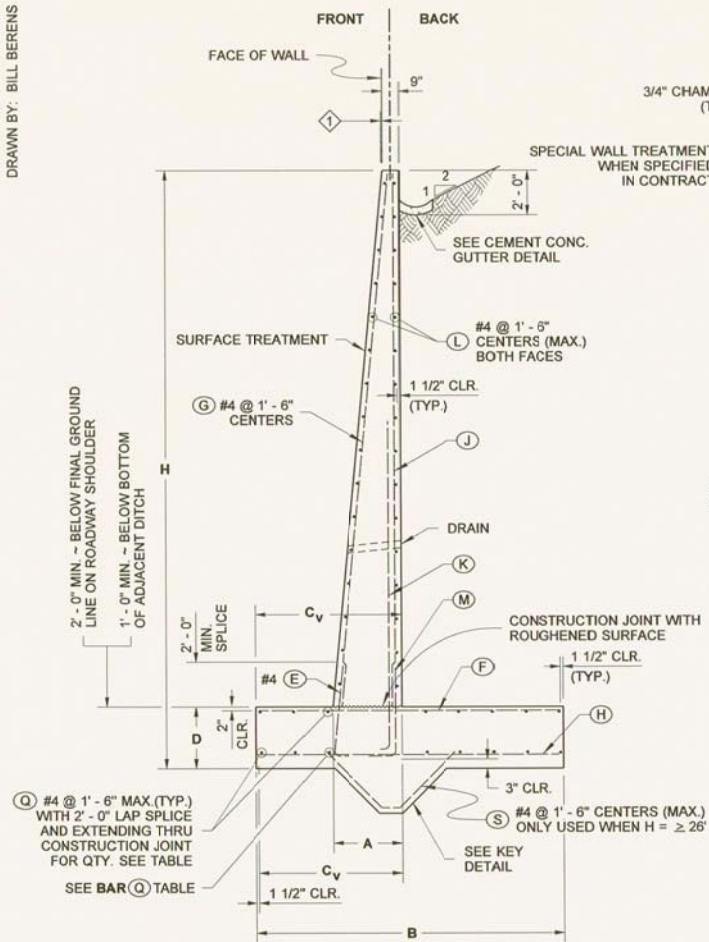 DRAWN BY: BILL BERENS
FRONT
BACK
FACE OF WALL
9"
1
3/4" CHAM
(T
SPECIAL WALL TREATMENT
WHEN SPECIFIED
IN CONTRACT
2
1
2' - 0"
SEE CEMENT CONC.
GUTTER DETAIL
SURFACE TREATMENT
L #4 @ 1' - 6"
CENTERS (MAX.)
BOTH FACES
1 1/2" CLR.
(TYP.)
G #4 @ 1' - 6"
CENTERS
J
H
2' - 0" MIN. ~ BELOW FINAL GROUND
LINE ON ROADWAY SHOULDER
1' - 0" MIN. ~ BELOW BOTTOM
OF ADJACENT DITCH
DRAIN
K
M
CV
2' - 0"
MIN.
SPLICE
CONSTRUCTION JOINT WITH
ROUGHENED SURFACE
1 1/2" CLR.
(TYP.)
#4 E
F
D
2"
CLR.
H
3" CLR.
Q #4 @ 1' - 6" MAX.(TYP.)
WITH 2' - 0" LAP SPLICE
AND EXTENDING THRU
CONSTRUCTION JOINT
FOR QTY. SEE TABLE
S #4 @ 1' - 6" CENTERS (MAX.)
ONLY USED WHEN H = ≥ 26'
A
SEE KEY
DETAIL
SEE BAR Q TABLE
CV
1 1/2" CLR.
B